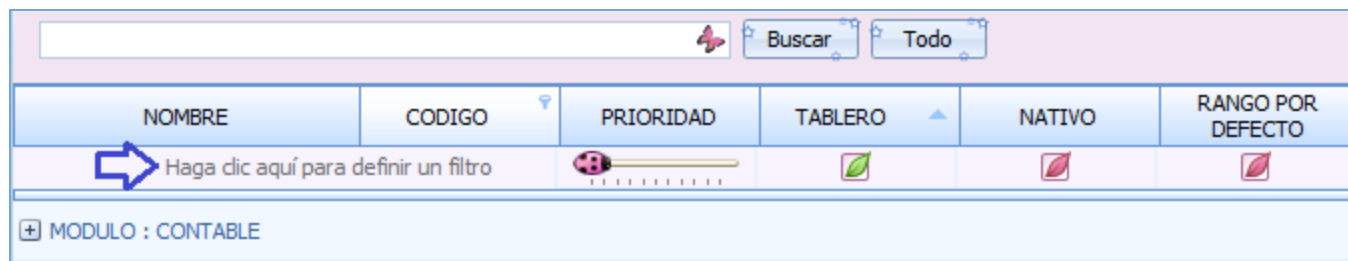 Buscar Todo
NOMBRE CODIGO PRIORIDAD TABLERO NATIVO RANGO POR
DEFECTO
Haga clic aquí para definir un filtro
MODULO : CONTABLE